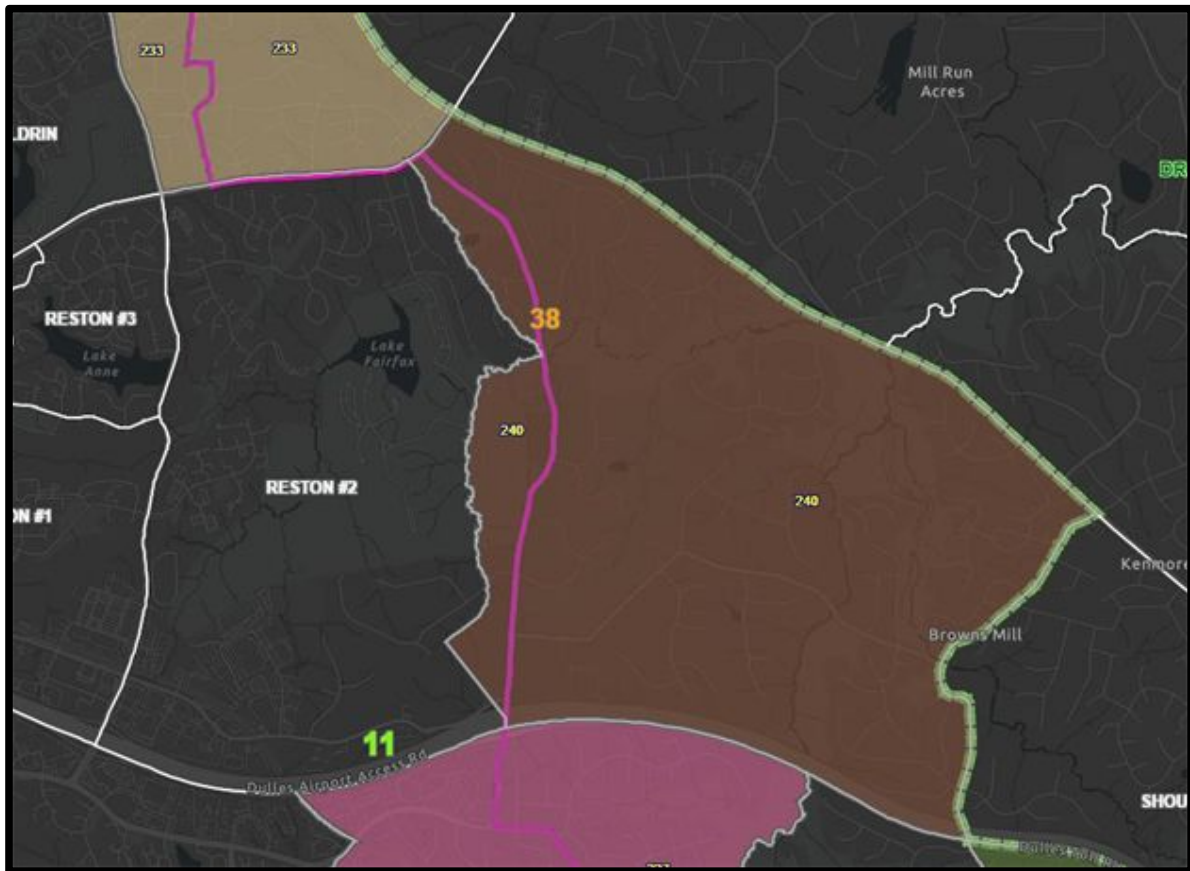 233
233
Mill Run
Acres
LDRIN
DR
RESTON #3
Lake
Anne
38
Lake
Fairfax
240
RESTON #2
240
ON #1
Kenmore
Browns Mill
11
Dulles Airport Access Rd
SHOU